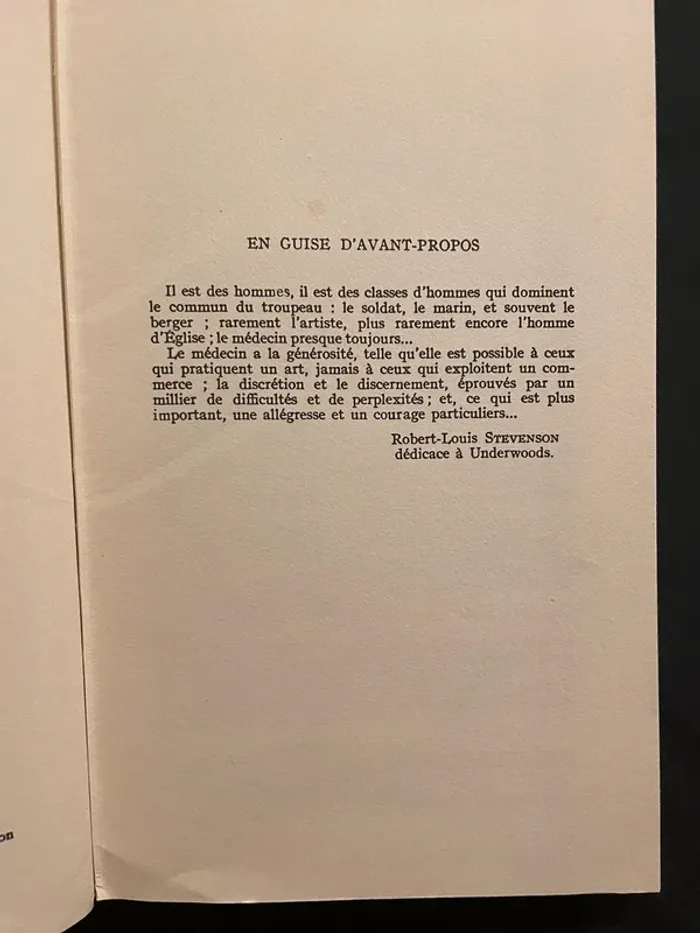 EN GUISE D'AVANT-PROPOS
Il est des hommes, il est des classes d'hommes qui dominent
le commun du troupeau : le soldat, le marin, et souvent le
berger ; rarement l'artiste, plus rarement encore l'homme
d'Église ; le médecin presque toujours...
Le médecin a la générosité, telle qu'elle est possible à ceux
qui pratiquent un art, jamais à ceux qui exploitent un com-
merce ; la discrétion et le discernement, éprouvés par un
millier de difficultés et de perplexités ; et, ce qui est plus
important, une allégresse et un courage particuliers...
Robert-Louis STEVENSON
dédicace à Underwoods.